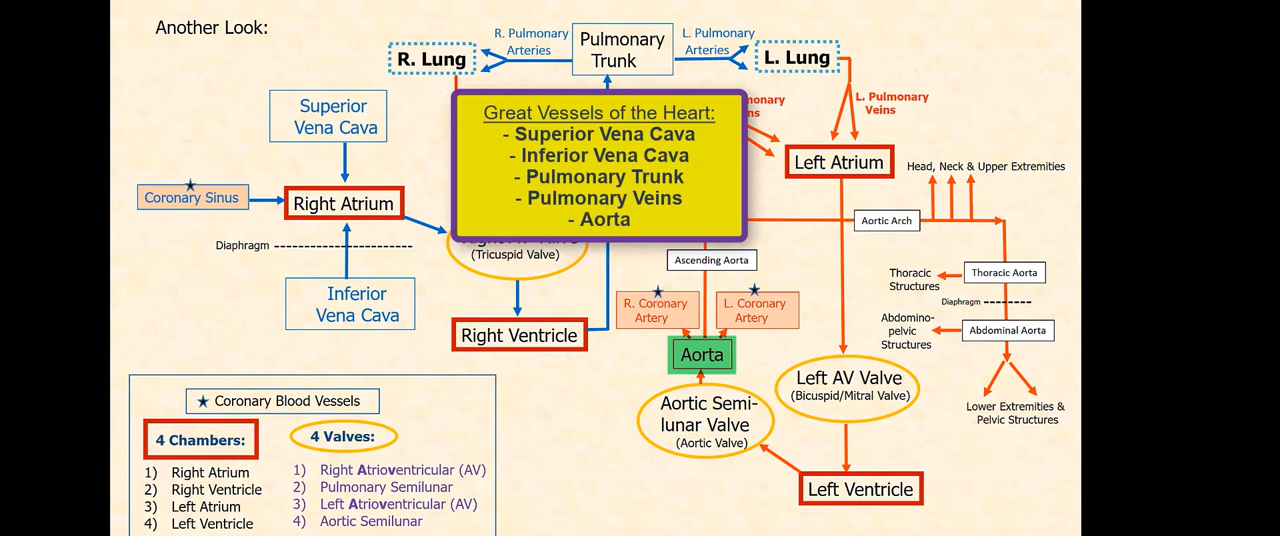 Another Look:
R. Pulmonary
Arteries
Pulmonary
Trunk
L. Pulmonary
Arteries
R. Lung
L. Lung
Superior
Vena Cava
Great Vessels of the Heart:
- Superior Vena Cava
- Inferior Vena Cava
- Pulmonary Trunk
- Pulmonary Veins
- Aorta
L. Pulmonary
Veins
Left Atrium
Head, Neck & Upper Extremities
Coronary Sinus
Right Atrium
Aortic Arch
Diaphragm
(Tricuspid Valve)
Ascending Aorta
Thoracic
Structures
Thoracic Aorta
Diaphragm
Inferior
Vena Cava
R. Coronary
Artery
L. Coronary
Artery
Abdomino-
pelvic
Structures
Abdominal Aorta
Right Ventricle
Aorta
Left AV Valve
(Bicuspid/Mitral Valve)
Aortic Semi-
lunar Valve
(Aortic Valve)
Lower Extremities &
Pelvic Structures
Left Ventricle
Coronary Blood Vessels
4 Chambers:
1) Right Atrium
2) Right Ventricle
3) Left Atrium
4) Left Ventricle
4 Valves:
1) Right Atrioventricular (AV)
2) Pulmonary Semilunar
3) Left Atrioventricular (AV)
4) Aortic Semilunar